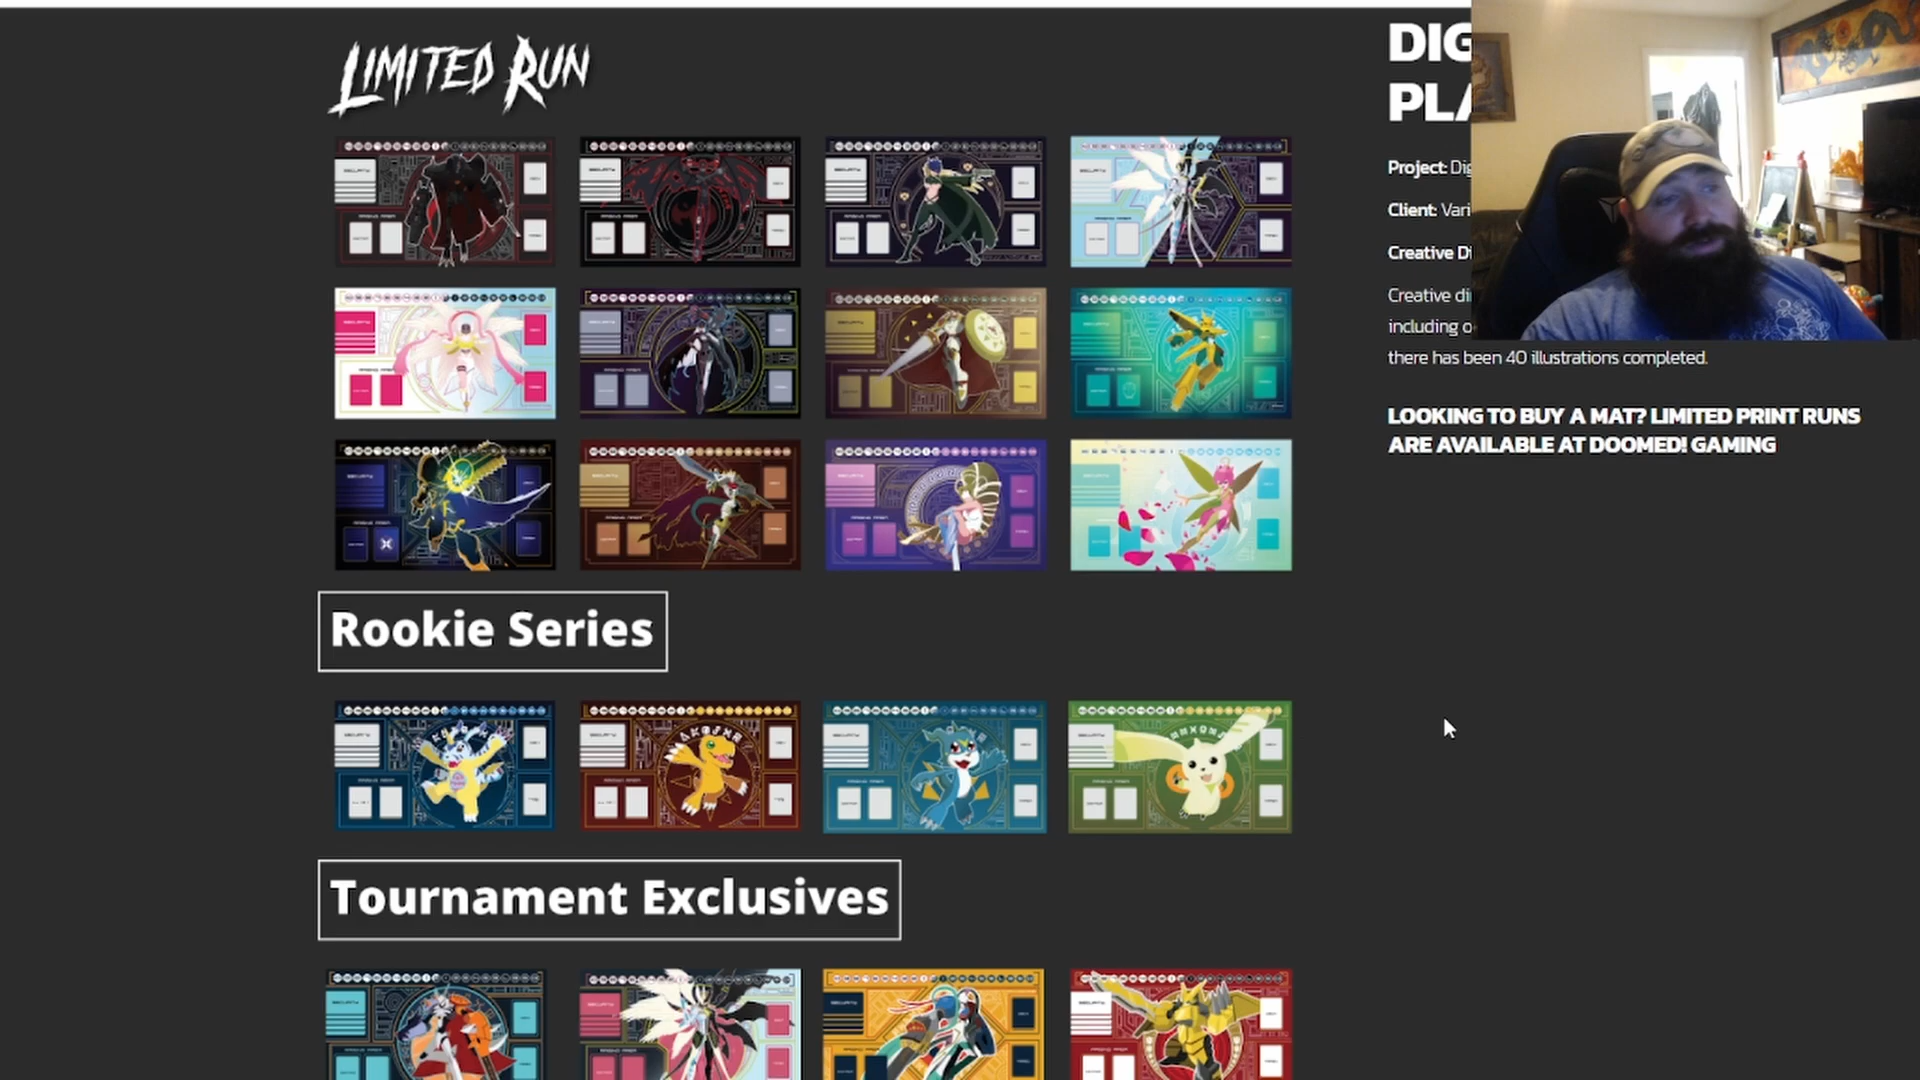 LIMITED RUN
DIG
PLA
Project: Dig
Client: Vari
Creative Di
Creative di
including o
there has been 40 illustrations completed.
LOOKING TO BUY A MAT? LIMITED PRINT RUNS
ARE AVAILABLE AT DOOMED! GAMING
Rookie Series
Tournament Exclusives